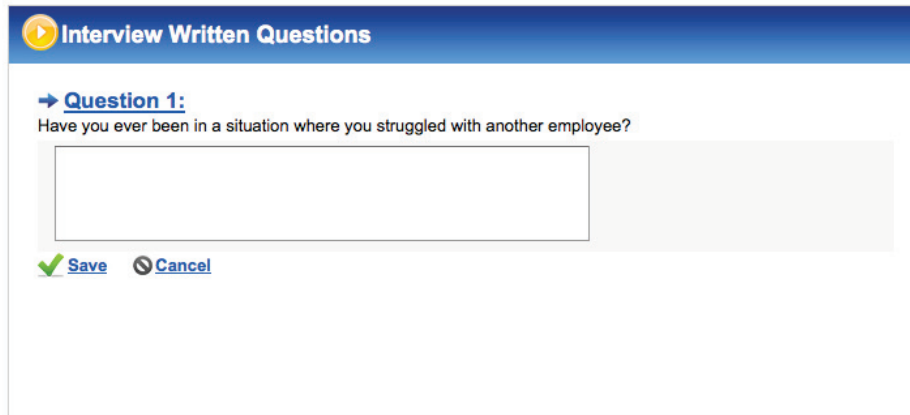 Interview Written Questions
Question 1:
Have you ever been in a situation where you struggled with another employee?
Save Cancel